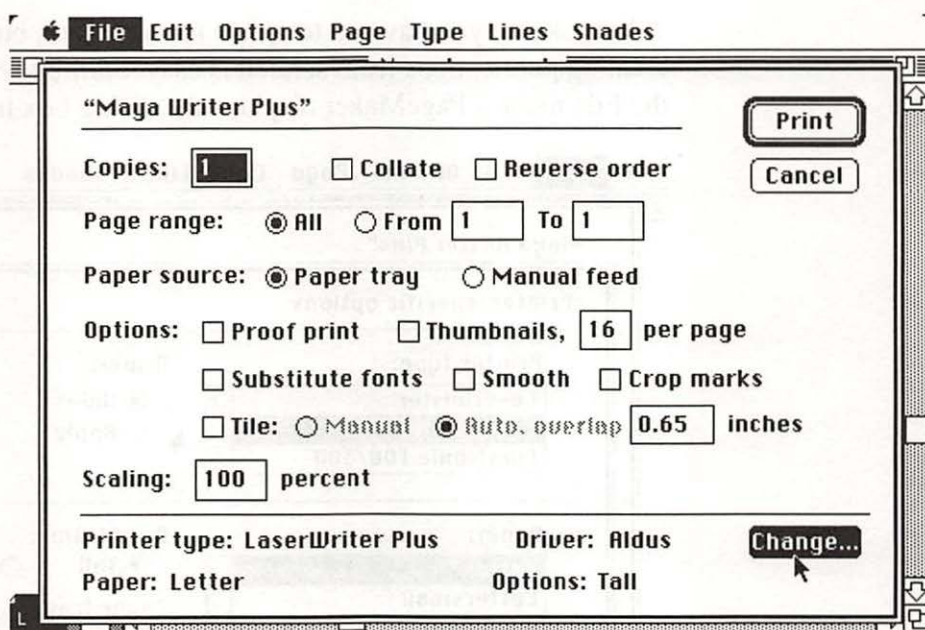 File Edit Options Page Type Lines Shades
“Maya Writer Plus”
Print
Copies: 1 Collate Reverse order
Cancel
Page range: All From 1 To 1
Paper source: Paper tray Manual feed
Options: Proof print Thumbnails, 16 per page
Substitute fonts Smooth Crop marks
Tile: Manual Auto. overlap 0.65 inches
Scaling: 100 percent
Printer type: LaserWriter Plus Driver: Aldus Change...
Paper: Letter Options: Tall
L